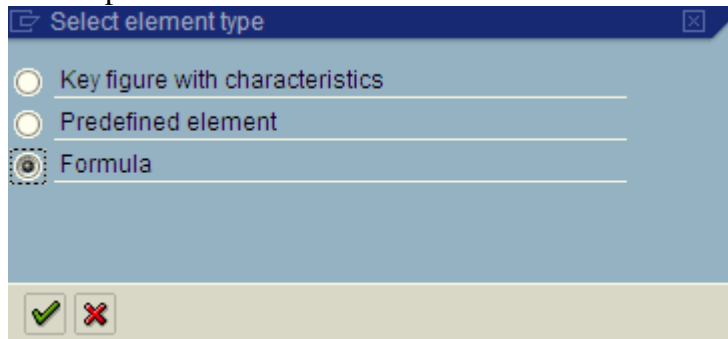 Select element type
Key figure with characteristics
Predefined element
Formula